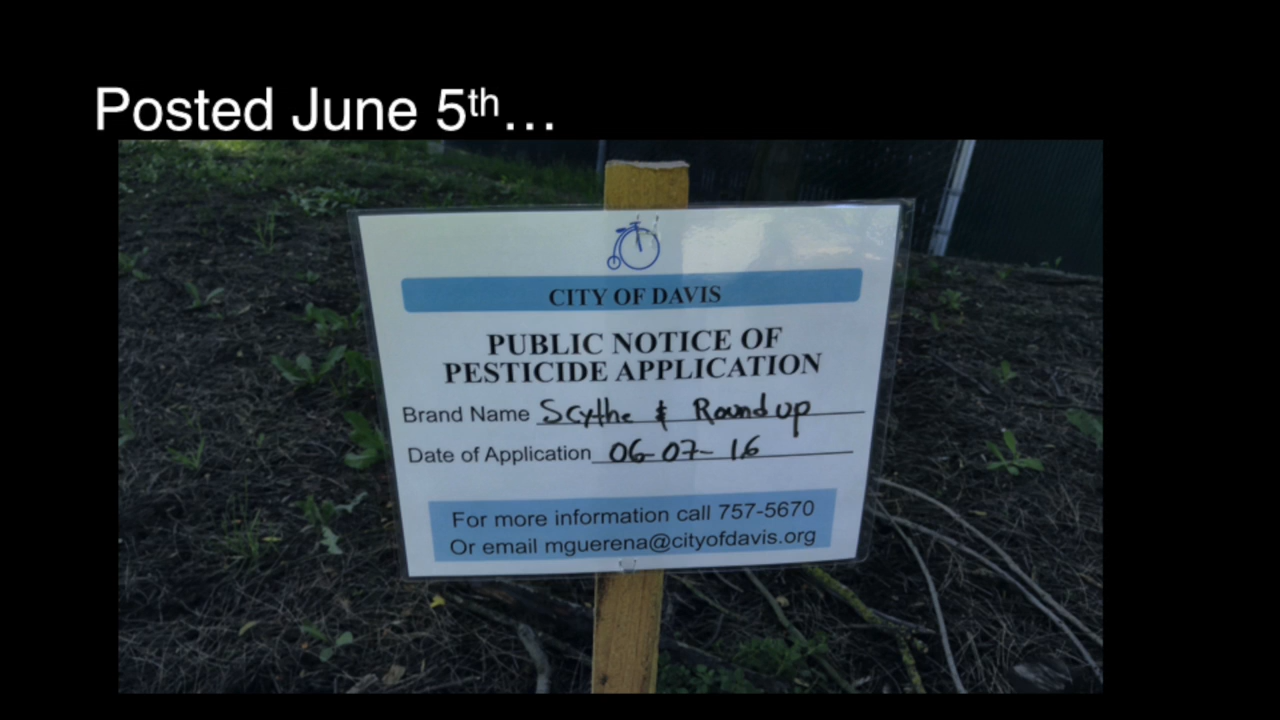 Posted June 5th…
CITY OF DAVIS
PUBLIC NOTICE OF
PESTICIDE APPLICATION
Brand Name Scythe & Roundup
Date of Application 06-07-16
For more information call 757-5670
Or email mguerena@cityofdavis.org